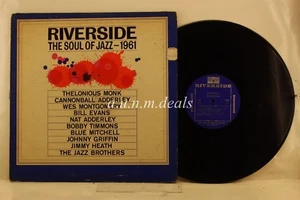 RIVERSIDE
THE SOUL OF JAZZ—1961
THELONIOUS MONK
CANNONBALL ADDERLEY
WES MONTGOMERY
BILL EVANS
NAT ADDERLEY
BOBBY TIMMONS
BLUE MITCHELL
JOHNNY GRIFFIN
JIMMY HEATH
THE JAZZ BROTHERS
RIVERSIDE
n.m.deals